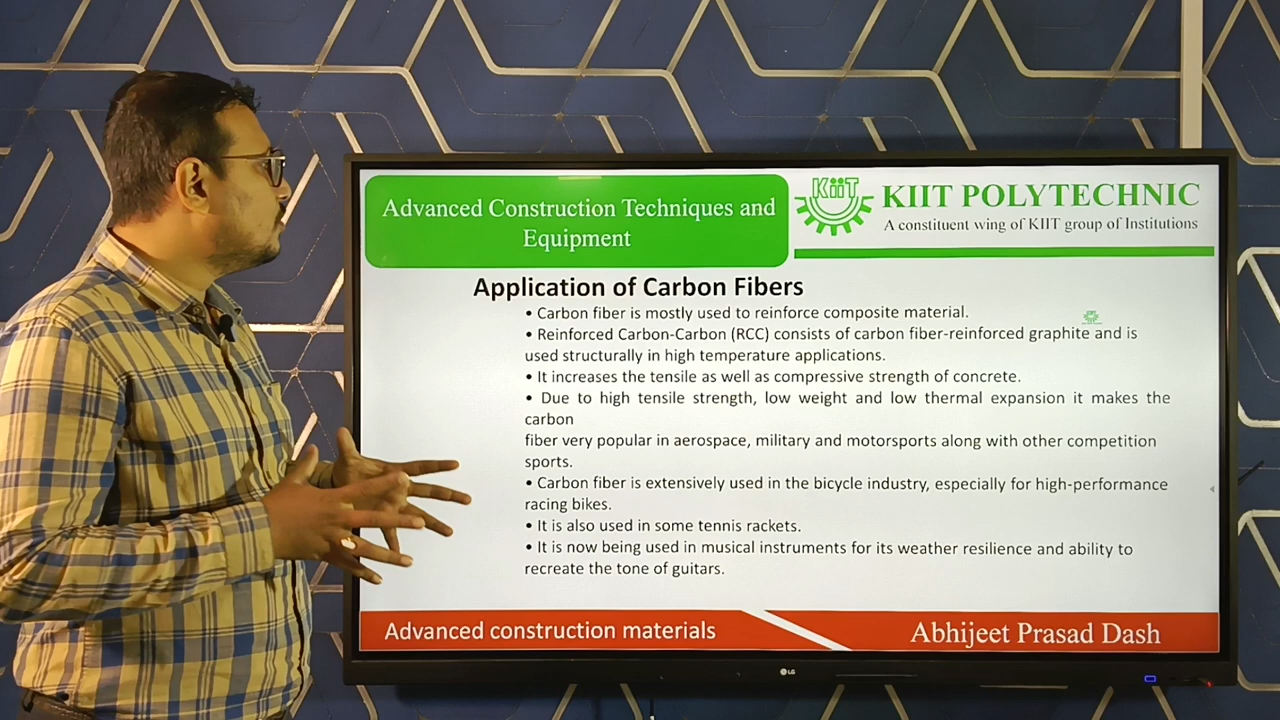 Advanced Construction Techniques and
Equipment
KiiT
KIIT POLYTECHNIC
A constituent wing of KIIT group of Institutions
Application of Carbon Fibers
• Carbon fiber is mostly used to reinforce composite material.
• Reinforced Carbon-Carbon (RCC) consists of carbon fiber-reinforced graphite and is
used structurally in high temperature applications.
• It increases the tensile as well as compressive strength of concrete.
• Due to high tensile strength, low weight and low thermal expansion it makes the
carbon
fiber very popular in aerospace, military and motorsports along with other competition
sports.
• Carbon fiber is extensively used in the bicycle industry, especially for high-performance
racing bikes.
• It is also used in some tennis rackets.
• It is now being used in musical instruments for its weather resilience and ability to
recreate the tone of guitars.
Advanced construction materials
Abhijeet Prasad Dash
LG